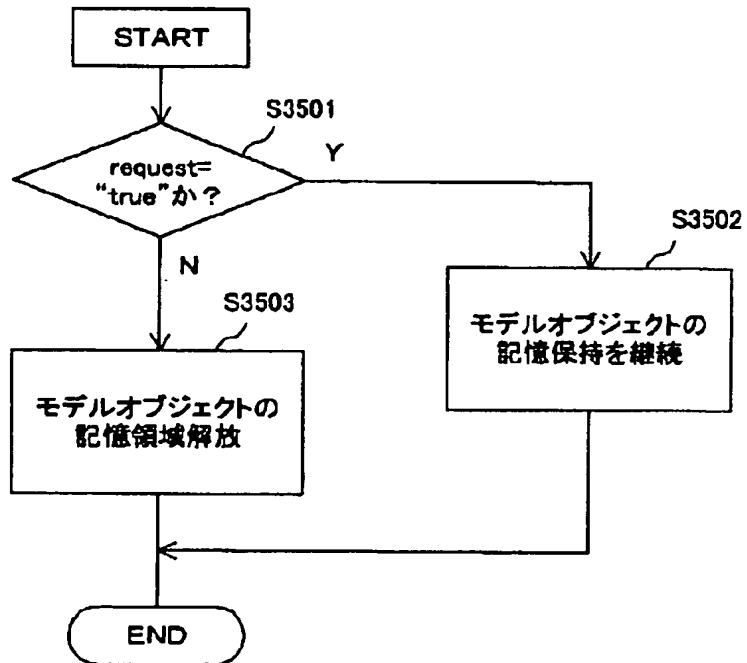 START
S3501
request=
“true”か？
Y
N
S3502
モデルオブジェクトの
記憶保持を継続
S3503
モデルオブジェクトの
記憶領域解放
END